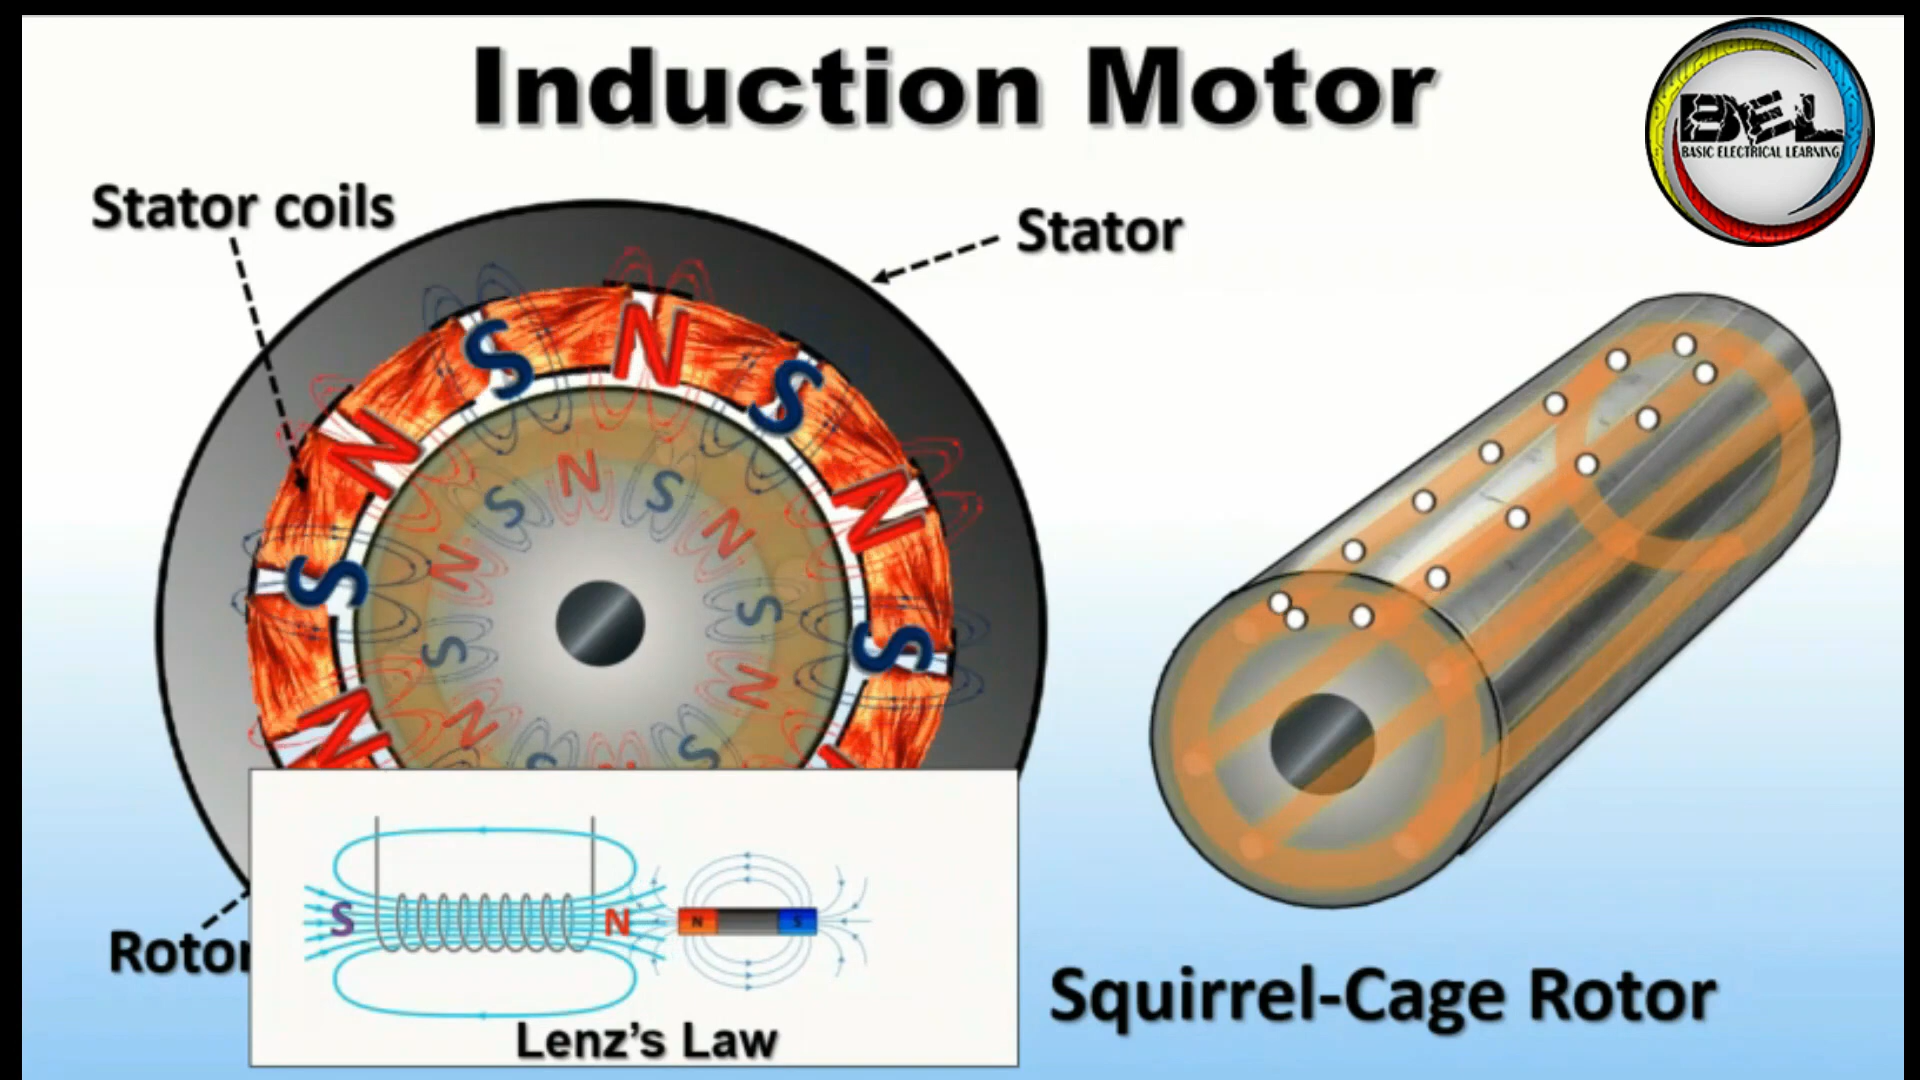 Induction Motor
BEL
BASIC ELECTRICAL LEARNING
Stator coils
Stator
S
N
S
N
N
S
S
N
N
S
S
N
N
S
S
N
S
N
S
S
Rotor
S
N
N
S
Lenz's Law
Squirrel-Cage Rotor